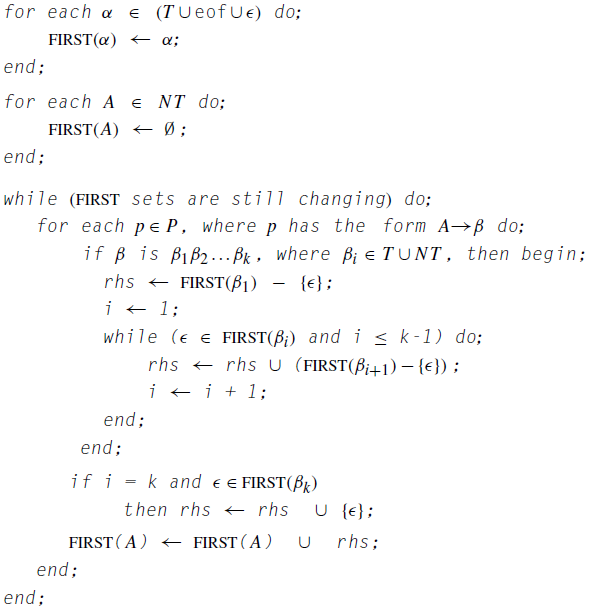 for each α ∈ (T ∪ eof ∪ ϵ) do;
FIRST(α) ← α;
end;
for each A ∈ NT do;
FIRST(A) ← Ø;
end;
while (FIRST sets are still changing) do;
for each p ∈ P, where p has the form A→β do;
if β is β₁β₂...βₖ, where βᵢ ∈ T ∪ NT, then begin;
rhs ← FIRST(β₁) − {ϵ};
i ← 1;
while (ϵ ∈ FIRST(βᵢ) and i ≤ k-1) do;
rhs ← rhs ∪ (FIRST(βᵢ₊₁) − {ϵ});
i ← i + 1;
end;
end;
if i = k and ϵ ∈ FIRST(βₖ)
then rhs ← rhs ∪ {ϵ};
FIRST(A) ← FIRST(A) ∪ rhs;
end;
end;